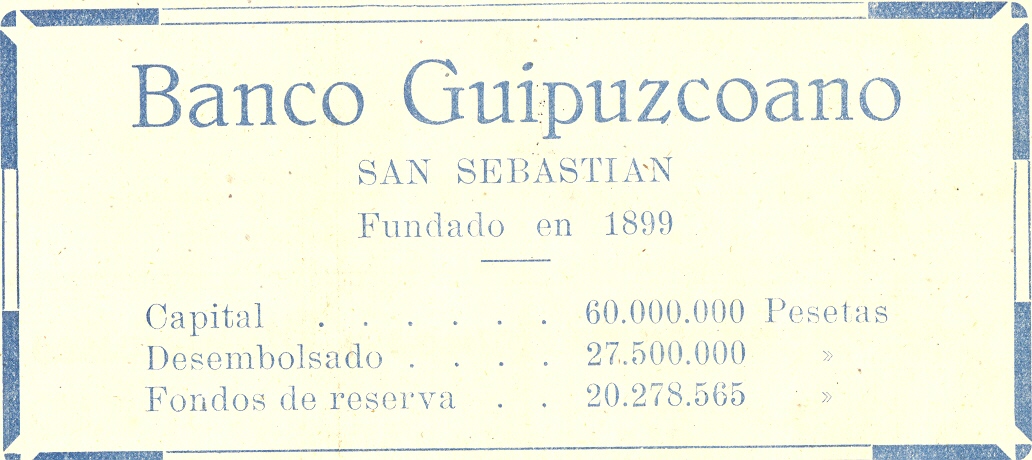 Banco Guipuzcoano
SAN SEBASTIAN
Fundado en 1899
Capital . . . . . . 60.000.000 Pesetas
Desembolsado . . . . 27.500.000 »
Fondos de reserva . . 20.278.565 »